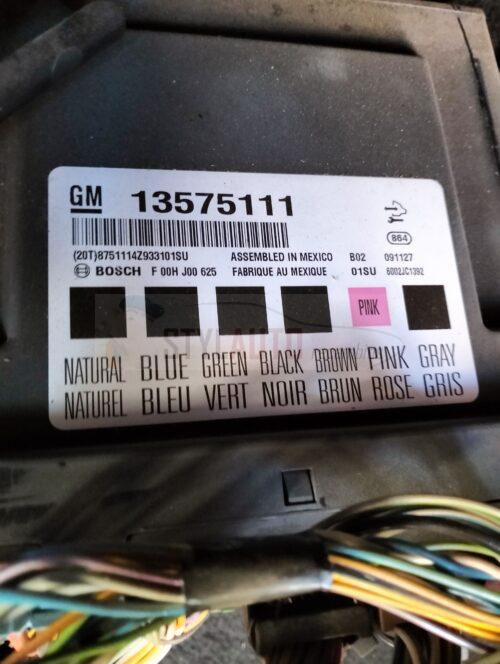 GM 13575111
864
(20T)8751114Z933101SU ASSEMBLED IN MEXICO B02 091127
BOSCH F 00H J00 625 FABRIQUE AU MEXIQUE 01SU 6002JC1392
PINK
STYLAUTO
NATURAL BLUE GREEN BLACK BROWN PINK GRAY
NATUREL BLEU VERT NOIR BRUN ROSE GRIS